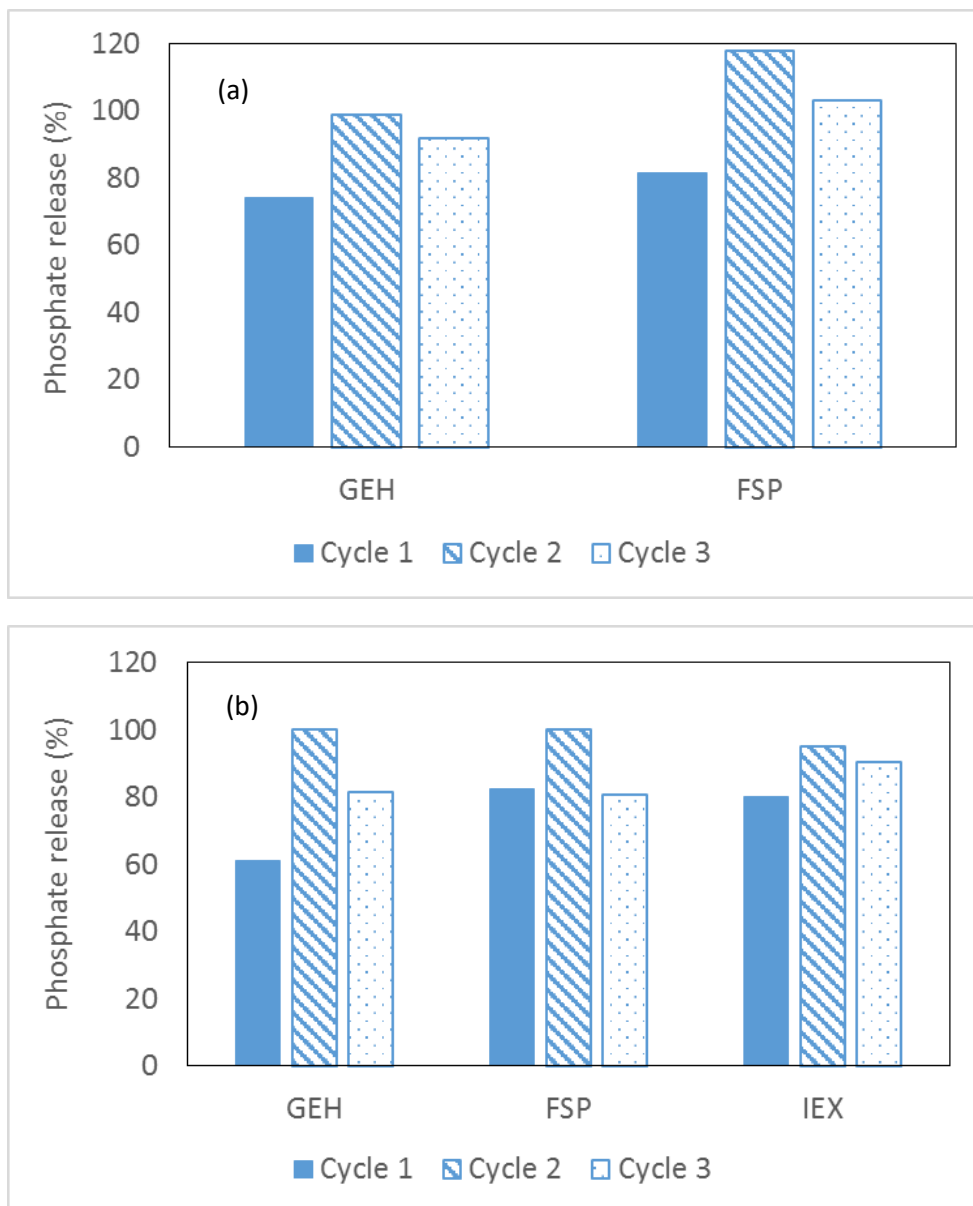 120
100
80
60
40
20
0
Phosphate release (%)
(a)
GEH FSP
Cycle 1 Cycle 2 Cycle 3
120
100
80
60
40
20
0
Phosphate release (%)
(b)
GEH FSP IEX
Cycle 1 Cycle 2 Cycle 3